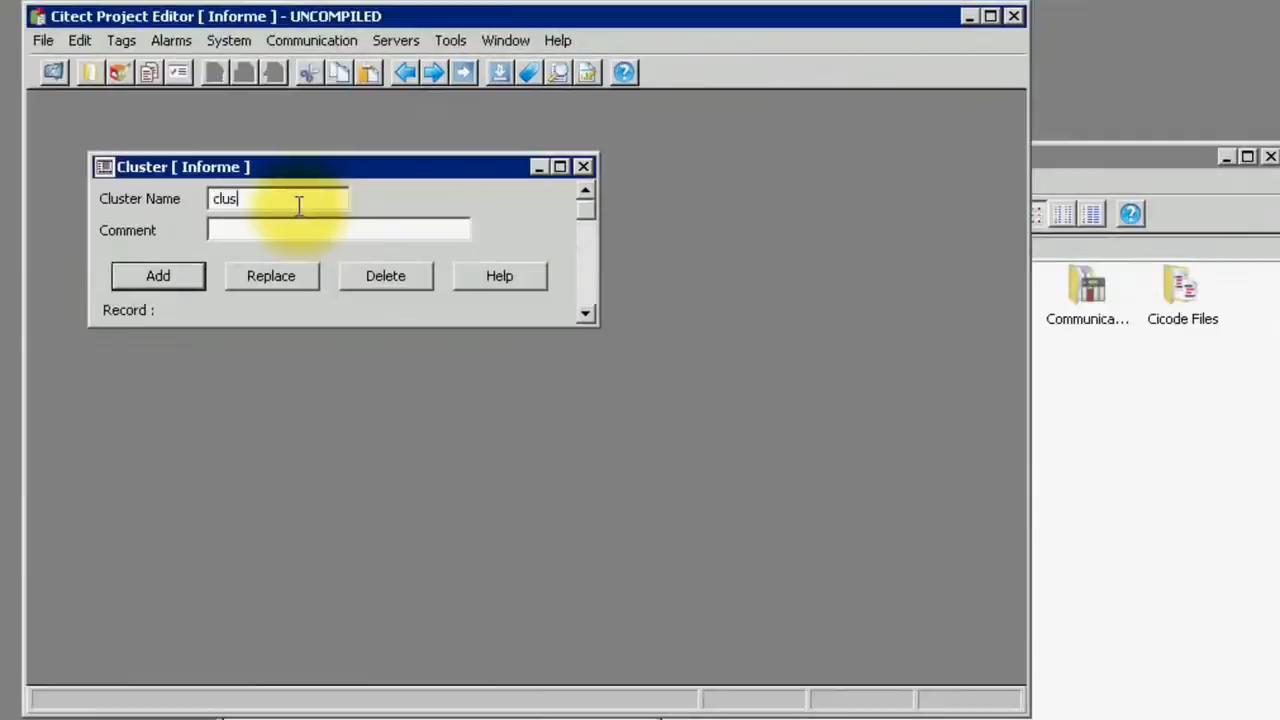 Citect Project Editor [ Informe ] - UNCOMPILED
File Edit Tags Alarms System Communication Servers Tools Window Help
Cluster [ Informe ]
Cluster Name clus
Comment
Add Replace Delete Help
Record :
Communica... Cicode Files